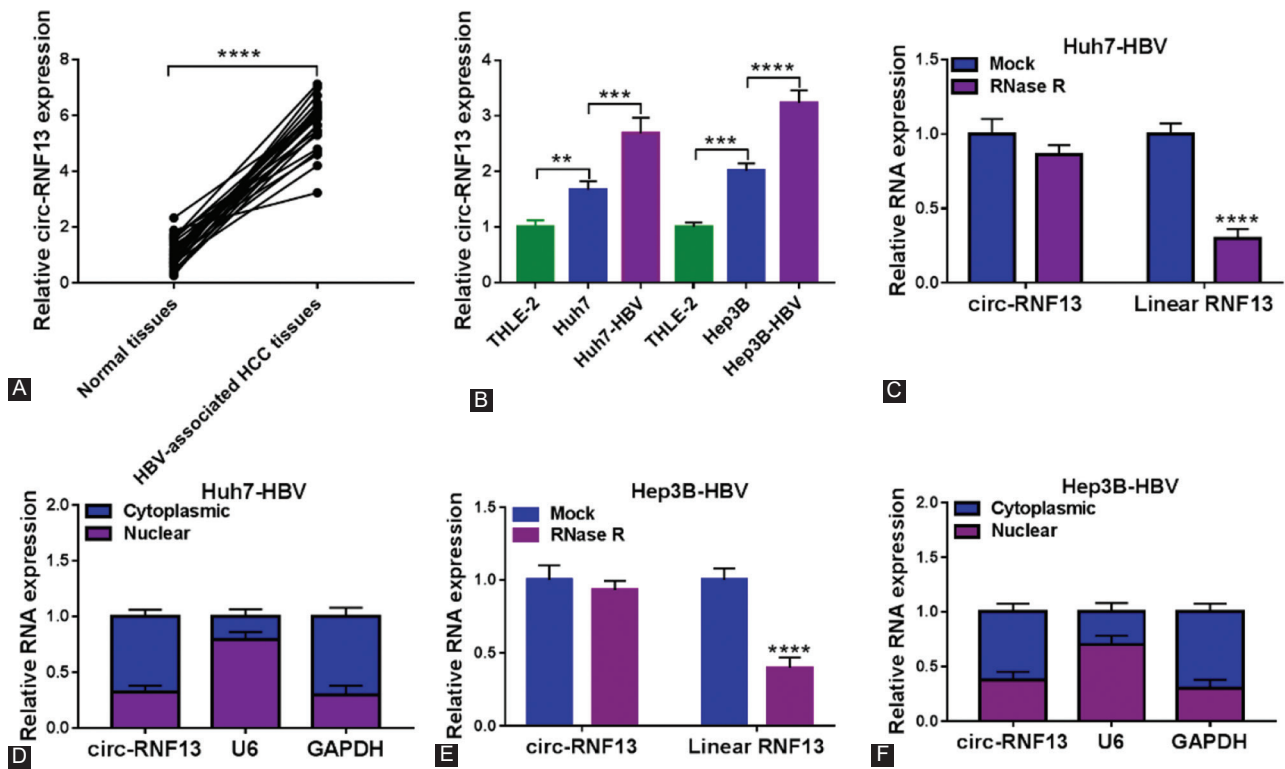 Relative circ-RNF13 expression
8
6
4
2
0
****
Normal tissues
HBV-associated HCC tissues
A
Relative circ-RNF13 expression
4
3
2
1
0
**
***
***
****
THLE-2
Huh7
Huh7-HBV
THLE-2
Hep3B
Hep3B-HBV
B
Huh7-HBV
Mock
RNase R
Relative RNA expression
1.5
1.0
0.5
0.0
****
circ-RNF13
Linear RNF13
C
Huh7-HBV
Cytoplasmic
Nuclear
Relative RNA expression
2.0
1.5
1.0
0.5
0.0
circ-RNF13
U6
GAPDH
D
Hep3B-HBV
Mock
RNase R
Relative RNA expression
1.5
1.0
0.5
0.0
****
circ-RNF13
Linear RNF13
E
Hep3B-HBV
Cytoplasmic
Nuclear
Relative RNA expression
2.0
1.5
1.0
0.5
0.0
circ-RNF13
U6
GAPDH
F